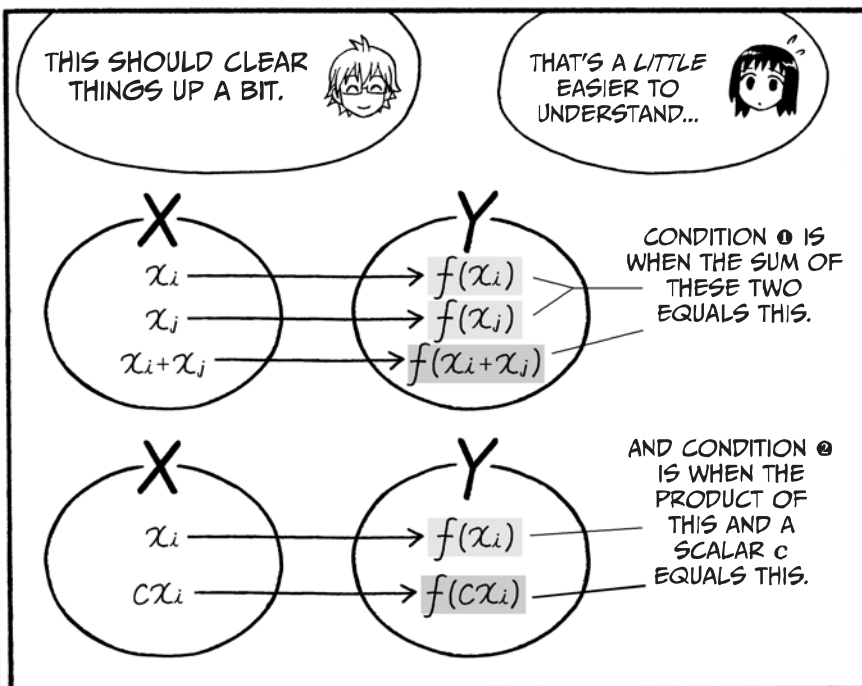 THIS SHOULD CLEAR
THINGS UP A BIT.
THAT'S A LITTLE
EASIER TO
UNDERSTAND...
X
Y
xi
f(xi)
xj
f(xj)
xi+xj
f(xi+xj)
CONDITION ❶ IS
WHEN THE SUM OF
THESE TWO
EQUALS THIS.
X
Y
xi
f(xi)
cxi
f(cxi)
AND CONDITION ❷
IS WHEN THE
PRODUCT OF
THIS AND A
SCALAR c
EQUALS THIS.